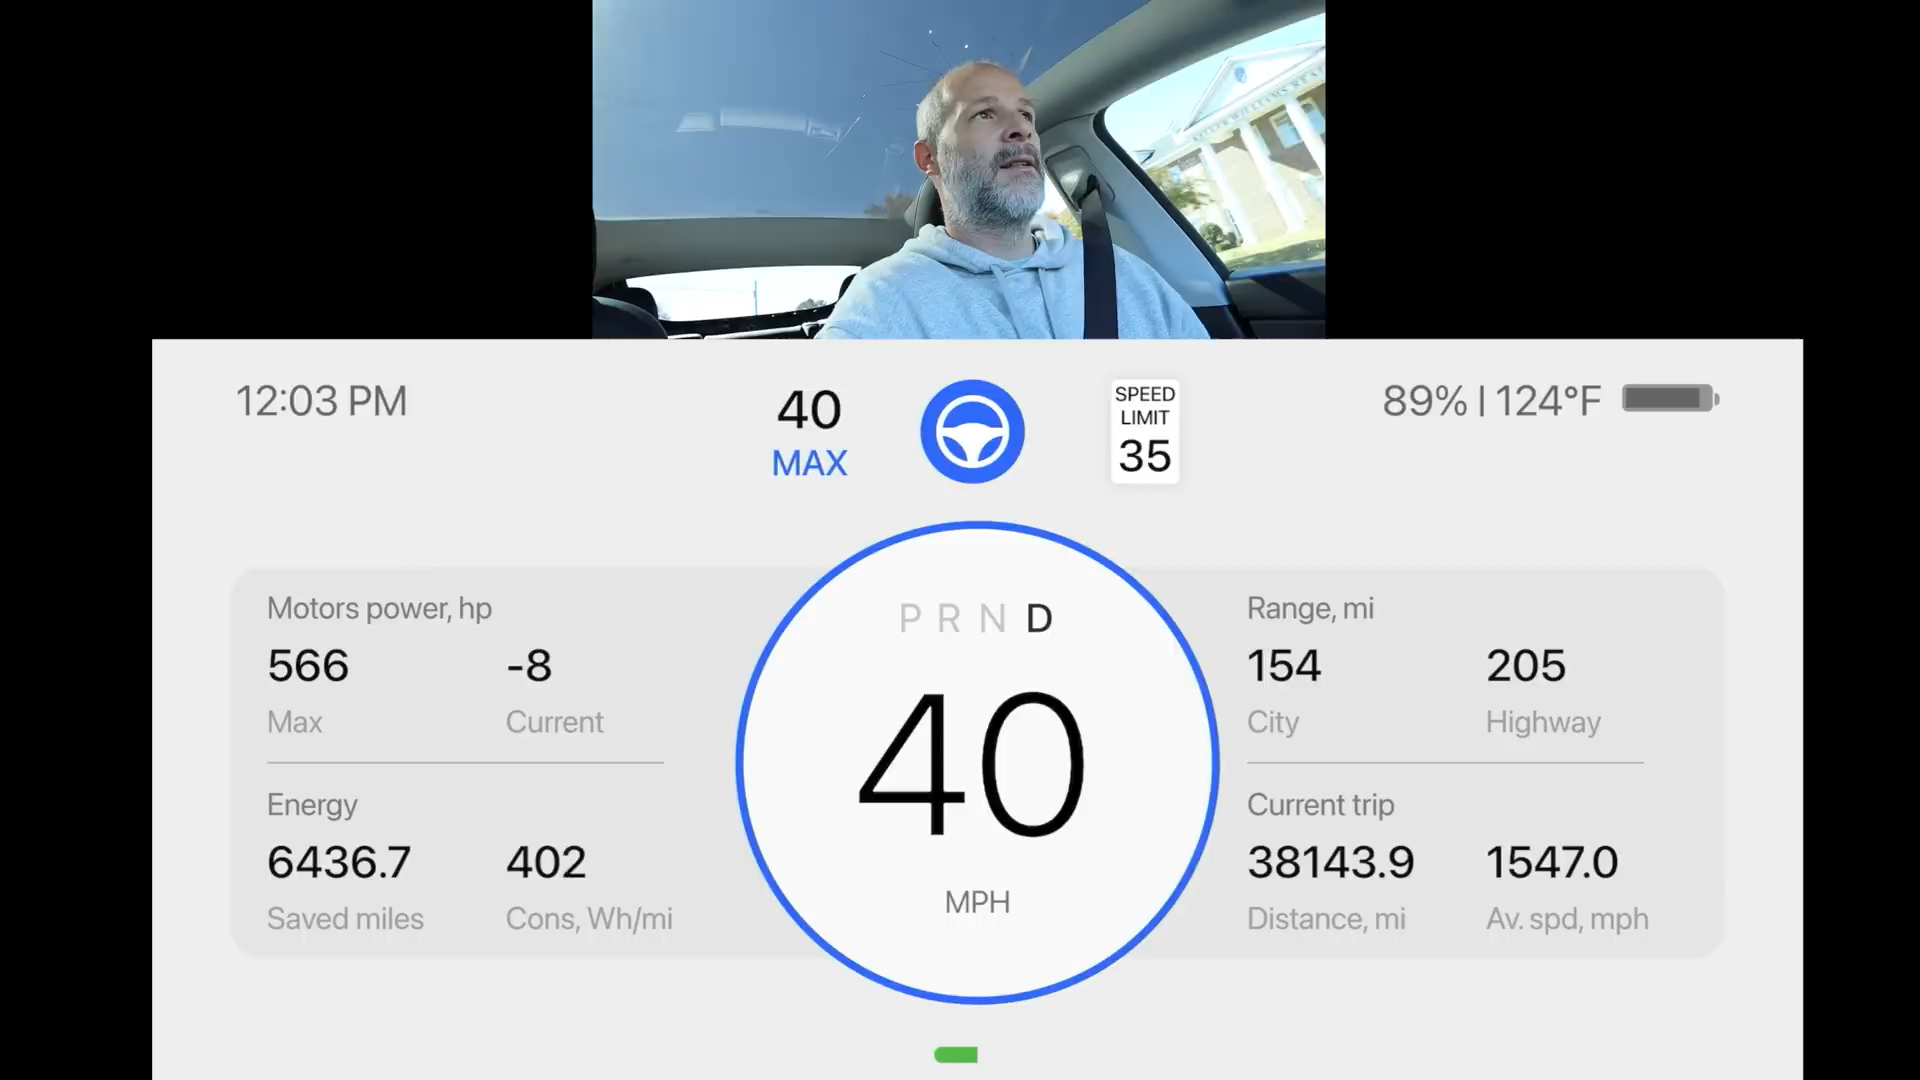 12:03 PM
40
MAX
SPEED
LIMIT
35
89% | 124°F
Motors power, hp
566
-8
Max
Current
Energy
6436.7
402
Saved miles
Cons, Wh/mi
P R N D
40
MPH
Range, mi
154
205
City
Highway
Current trip
38143.9
1547.0
Distance, mi
Av. spd, mph